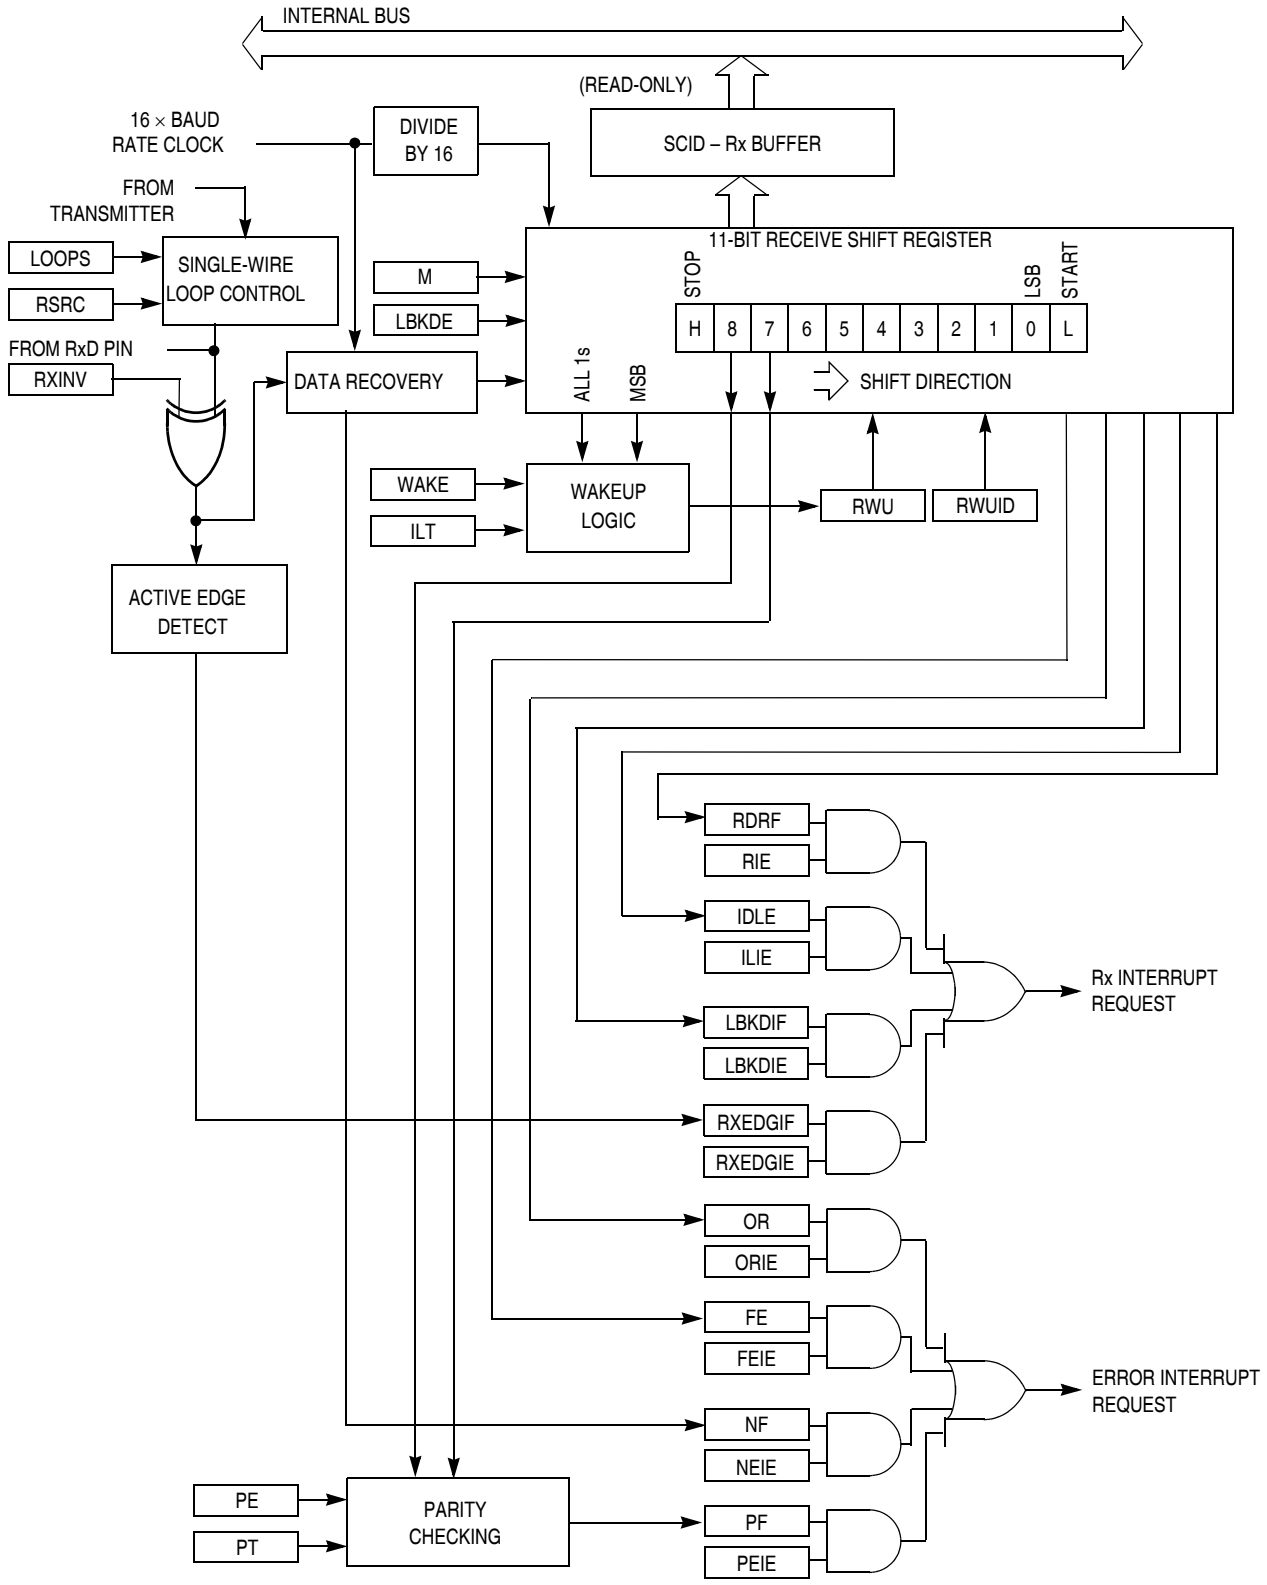 INTERNAL BUS
(READ-ONLY)
16 × BAUD
RATE CLOCK
DIVIDE
BY 16
SCID – Rx BUFFER
FROM
TRANSMITTER
11-BIT RECEIVE SHIFT REGISTER
LOOPS
SINGLE-WIRE
LOOP CONTROL
RSRC
M
LBKDE
STOP
LSB
START
H 8 7 6 5 4 3 2 1 0 L
FROM RxD PIN
RXINV
DATA RECOVERY
ALL 1s
MSB
SHIFT DIRECTION
WAKE
ILT
WAKEUP
LOGIC
RWU
RWUID
ACTIVE EDGE
DETECT
RDRF
RIE
IDLE
ILIE
Rx INTERRUPT
REQUEST
LBKDIF
LBKDIE
RXEDGIF
RXEDGIE
OR
ORIE
FE
FEIE
ERROR INTERRUPT
REQUEST
NF
NEIE
PE
PT
PARITY
CHECKING
PF
PEIE